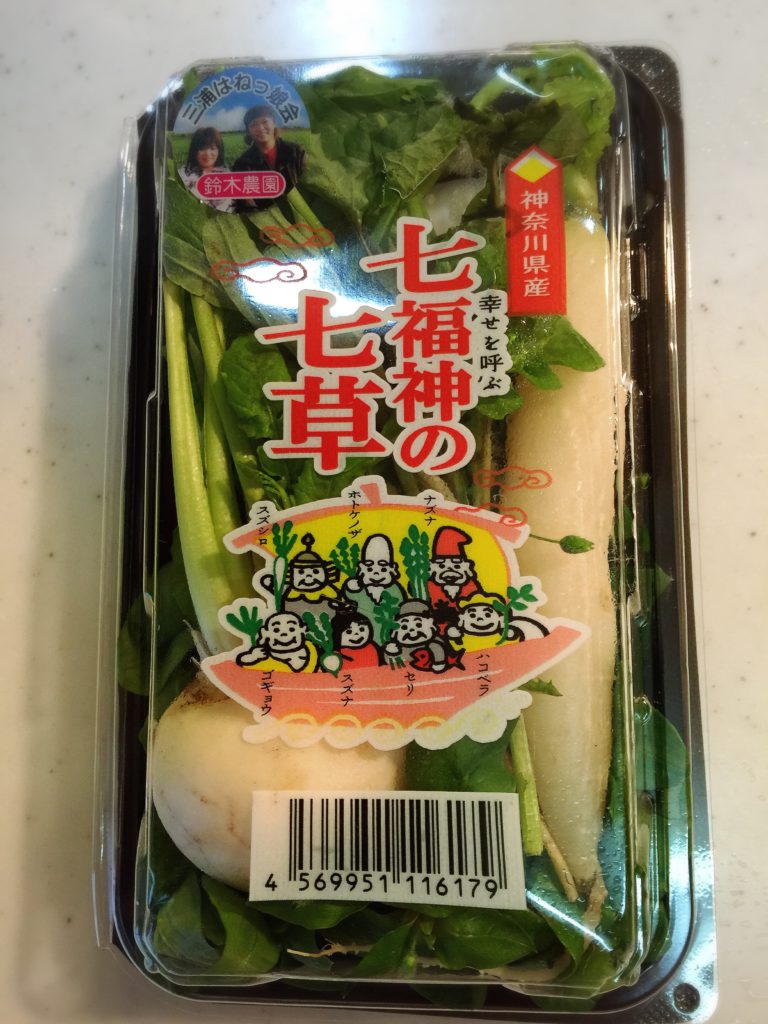 三浦はねっ娘会
鈴木農園
神奈川県産
幸せを呼ぶ
七福神の
七草
ナズナ
ホトケノザ
スズシロ
ハコベラ
セリ
スズナ
ゴギョウ
4 569951 116179